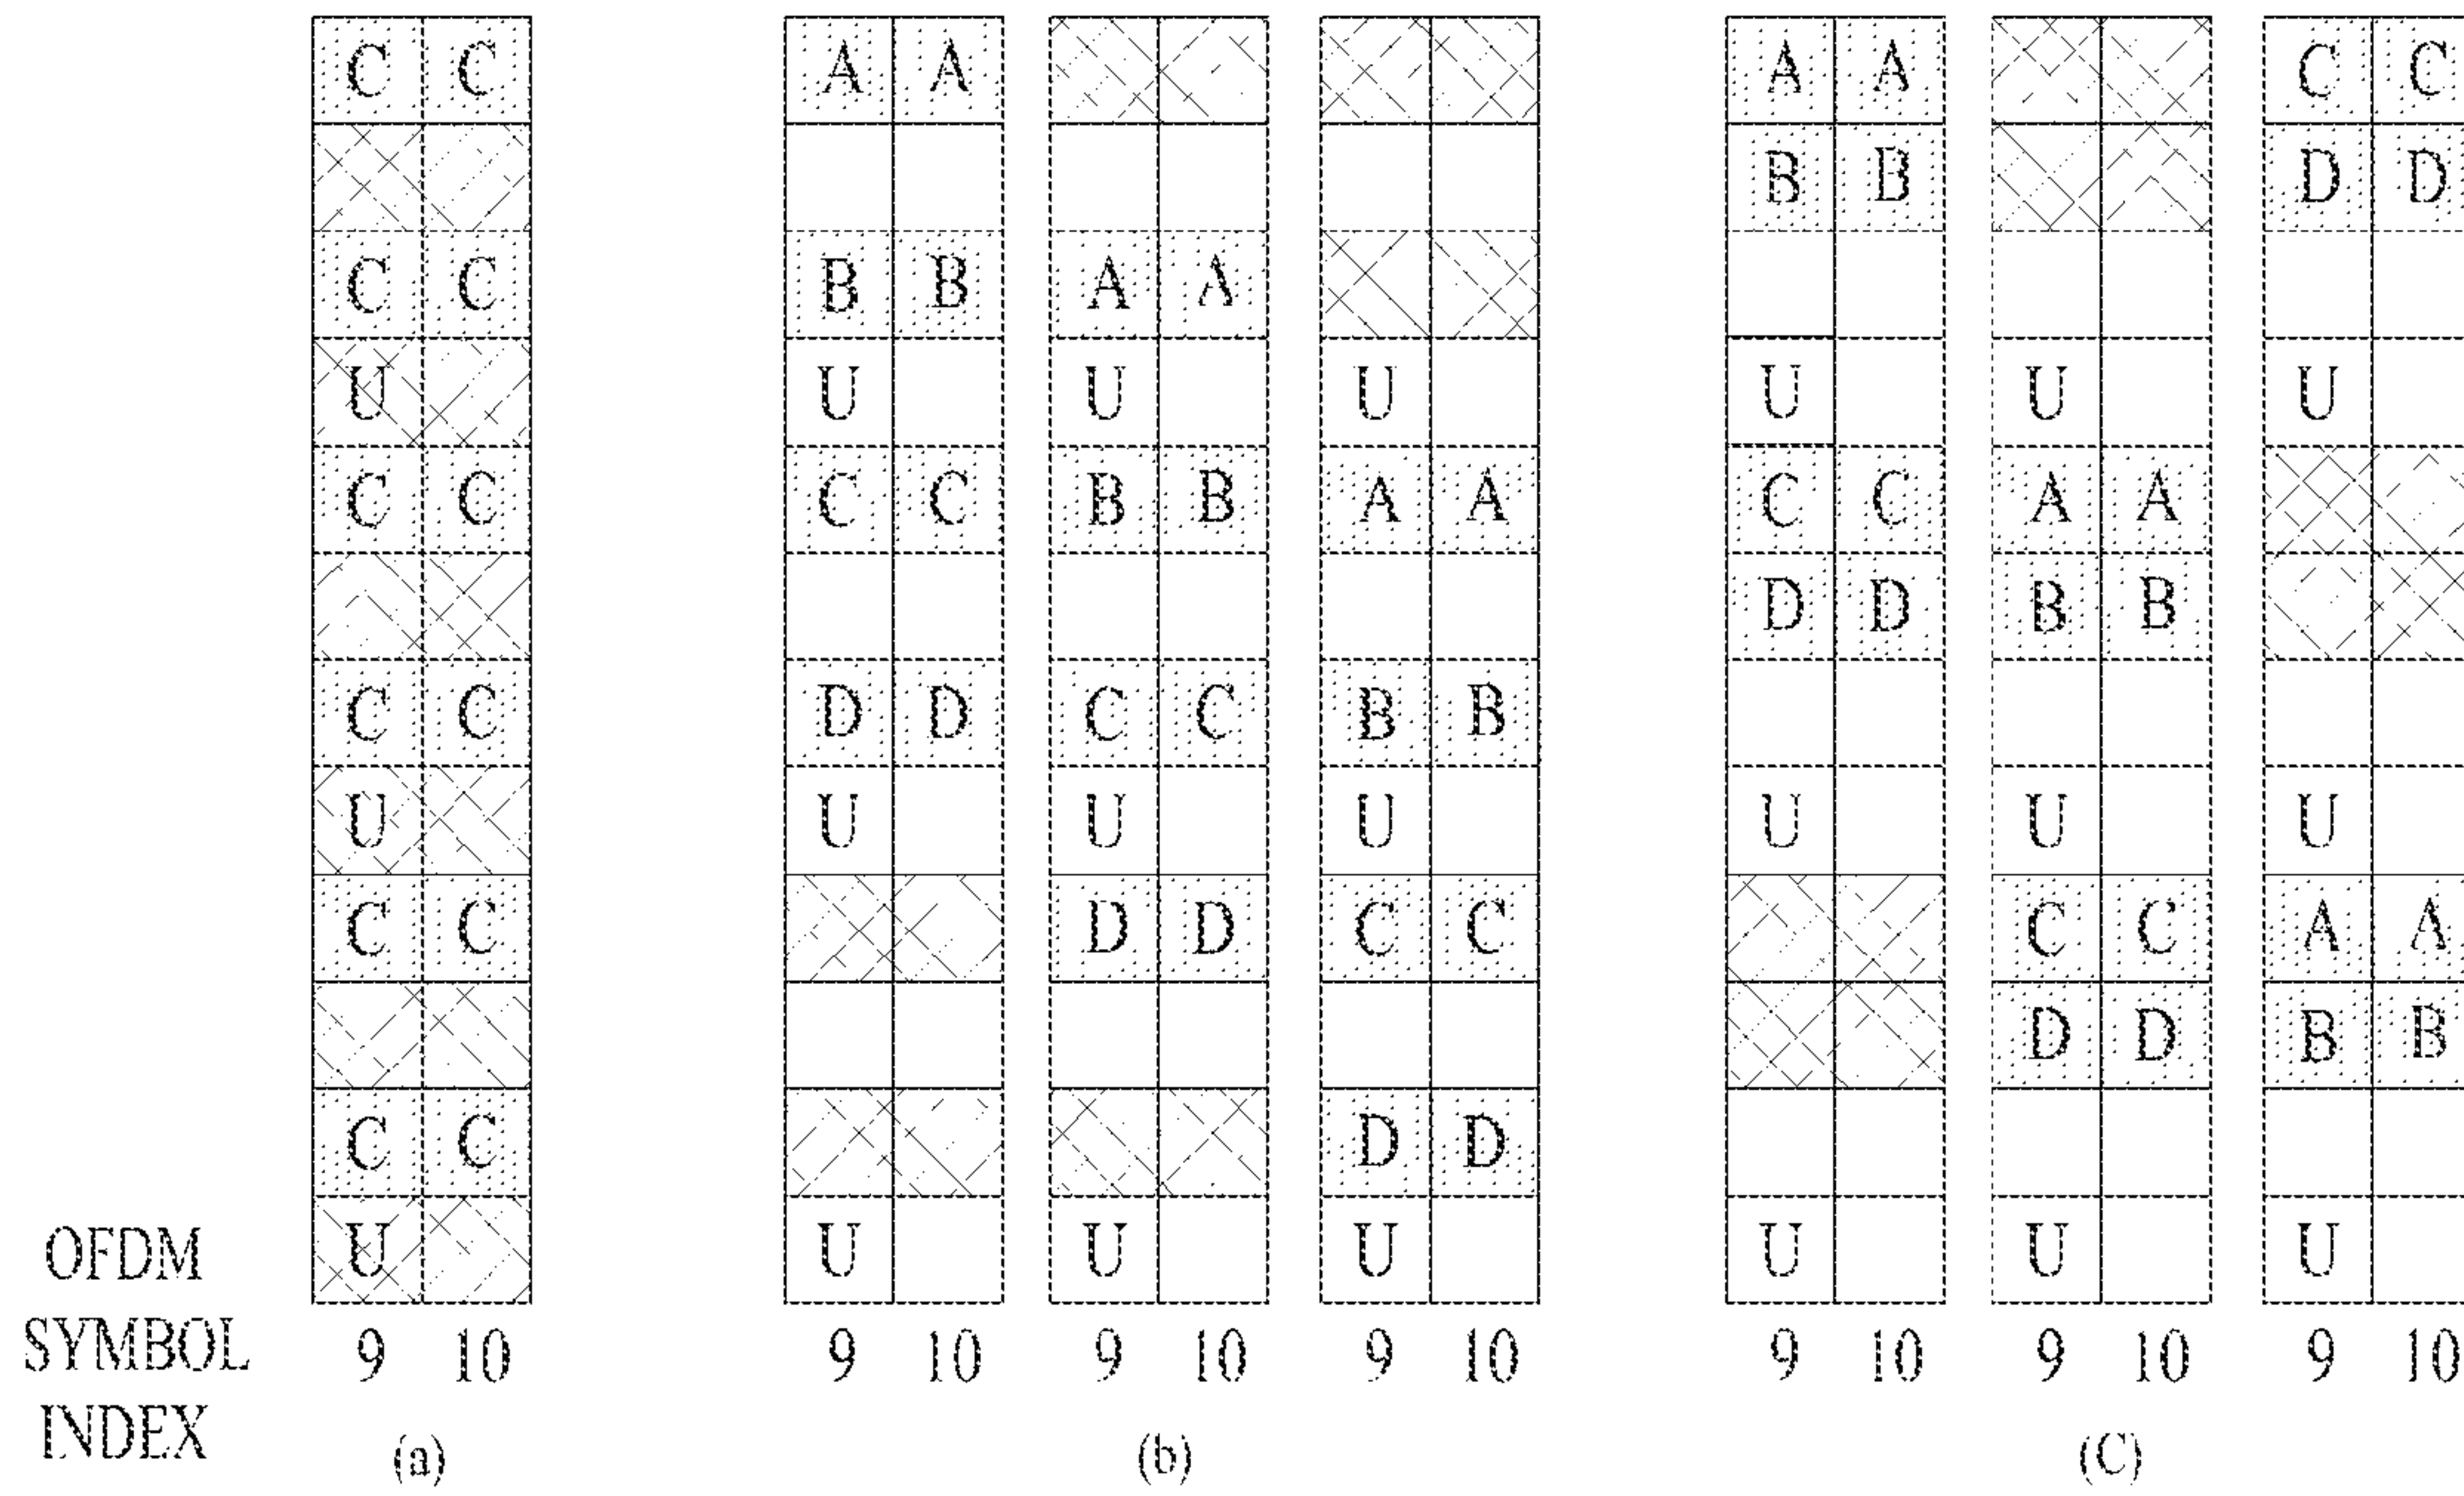 C C A A A A C C
B B B B D D
C C B B A A
U U U U U U U
C C C C B B A A C C A A
D D D D B B
C C D D C C B B
U U U U U U U
C C D D C C C C A A
D D D D B B
C C D D
U U U U U U U
OFDM
SYMBOL 9 10 9 10 9 10 9 10 9 10 9 10 9 10
INDEX
(a) (b) (C)